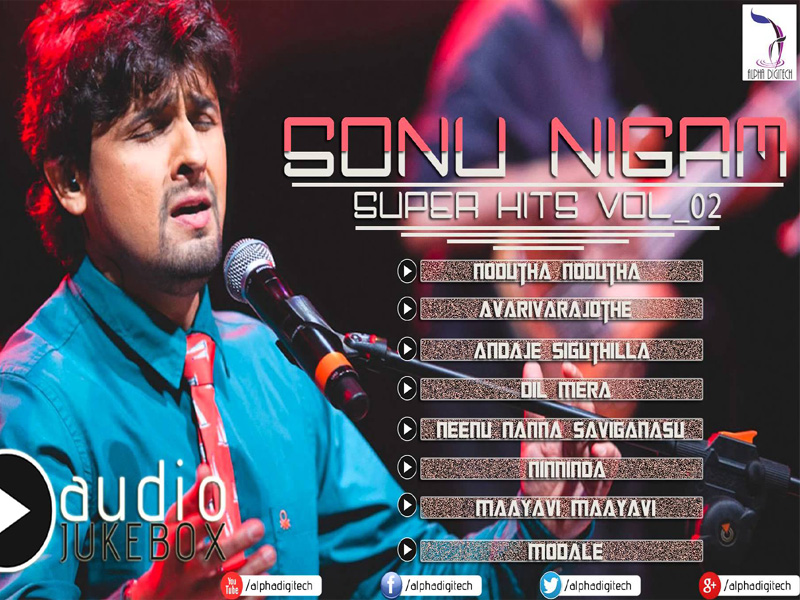 ALPHA DIGITECH
SONU NIGAM
SUPER HITS VOL_02
NODUTHA NODUTHA
AVARIVARAJOTHE
ANDAJE SIGUTHILLA
DIL MERA
NEENU NANNA SAVIGANASU
NINNINDA
MAAYAVI MAAYAVI
MODALE
audio
JUKEBOX
You Tube /alphadigitech
f /alphadigitech
/alphadigitech
g+ /alphadigitech